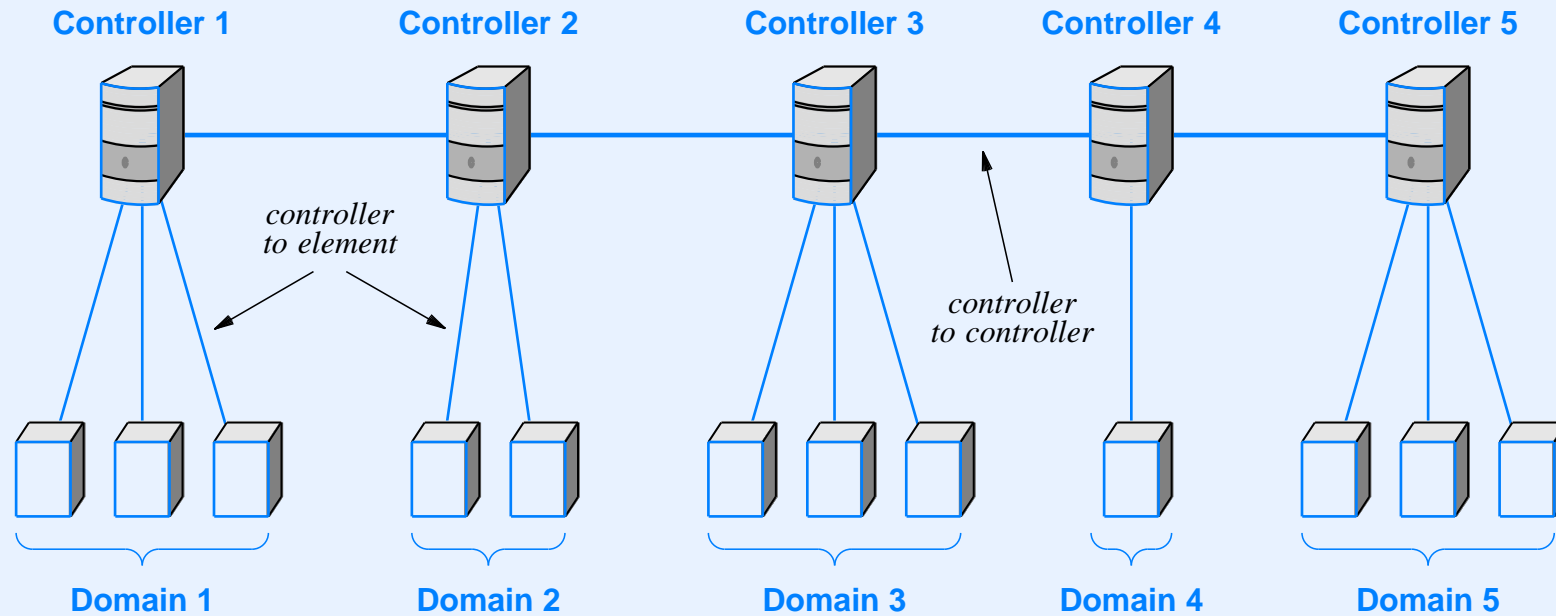 Controller 1
Controller 2
Controller 3
Controller 4
Controller 5
controller
to element
controller
to controller
Domain 1
Domain 2
Domain 3
Domain 4
Domain 5